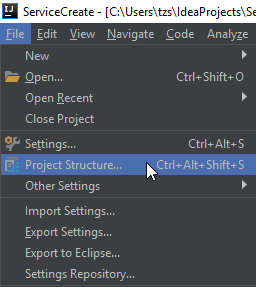 IJ ServiceCreate - [C:\Users\tzs\IdeaProjects\Se
File Edit View Navigate Code Analyze
New
Open... Ctrl+Shift+O
Open Recent
Close Project
Settings... Ctrl+Alt+S
Project Structure... Ctrl+Alt+Shift+S
Other Settings
Import Settings...
Export Settings...
Export to Eclipse...
Settings Repository...